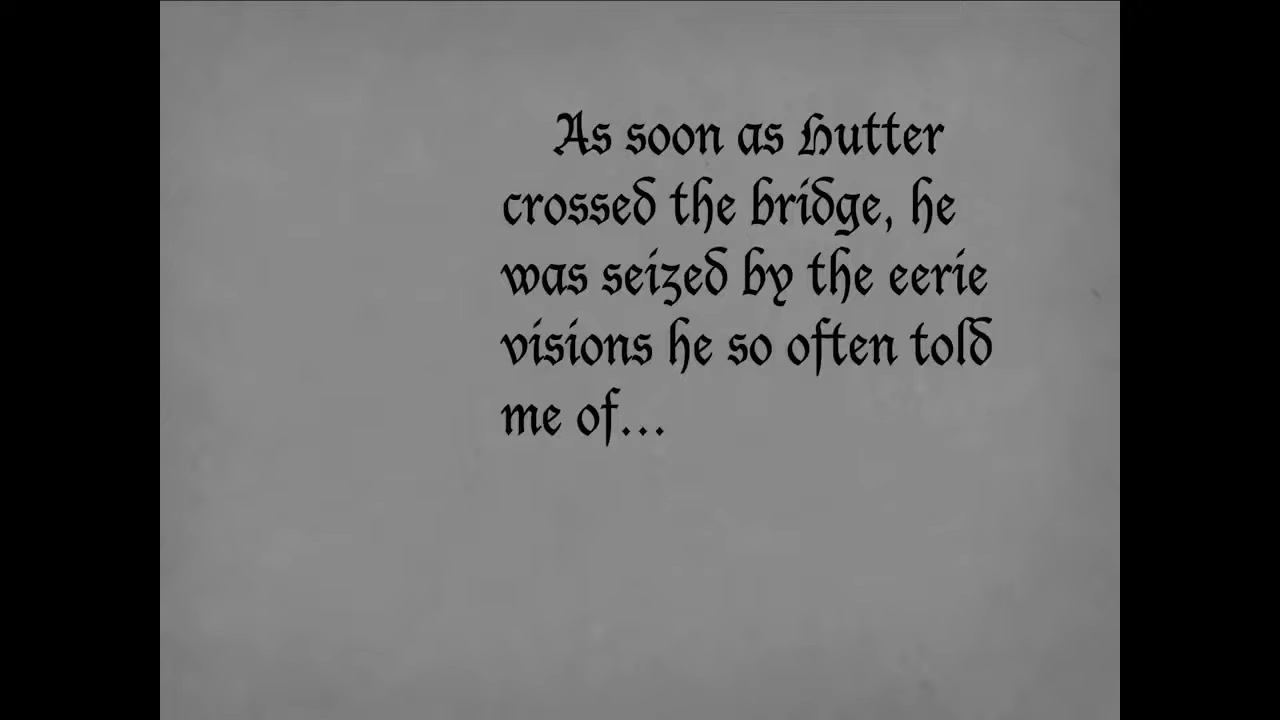 As soon as Hutter
crossed the bridge, he
was seized by the eerie
visions he so often told
me of...